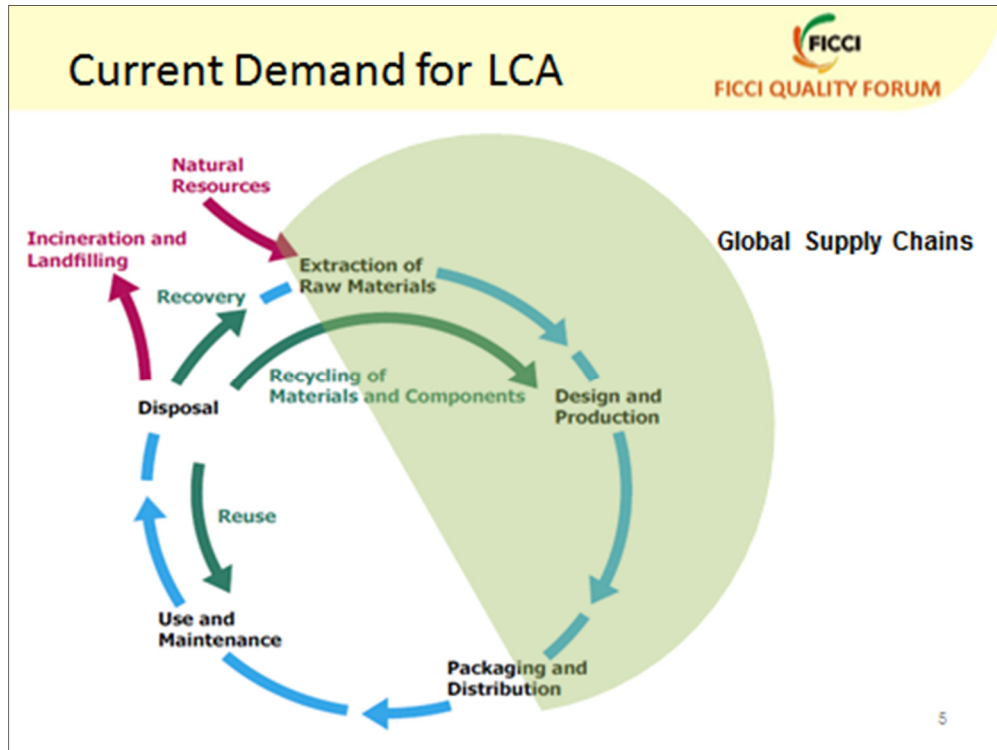 Current Demand for LCA
FICCI
FICCI QUALITY FORUM
Natural
Resources
Incineration and
Landfilling
Global Supply Chains
Extraction of
Raw Materials
Recovery
Recycling of
Materials and Components
Design and
Production
Disposal
Reuse
Use and
Maintenance
Packaging and
Distribution
5